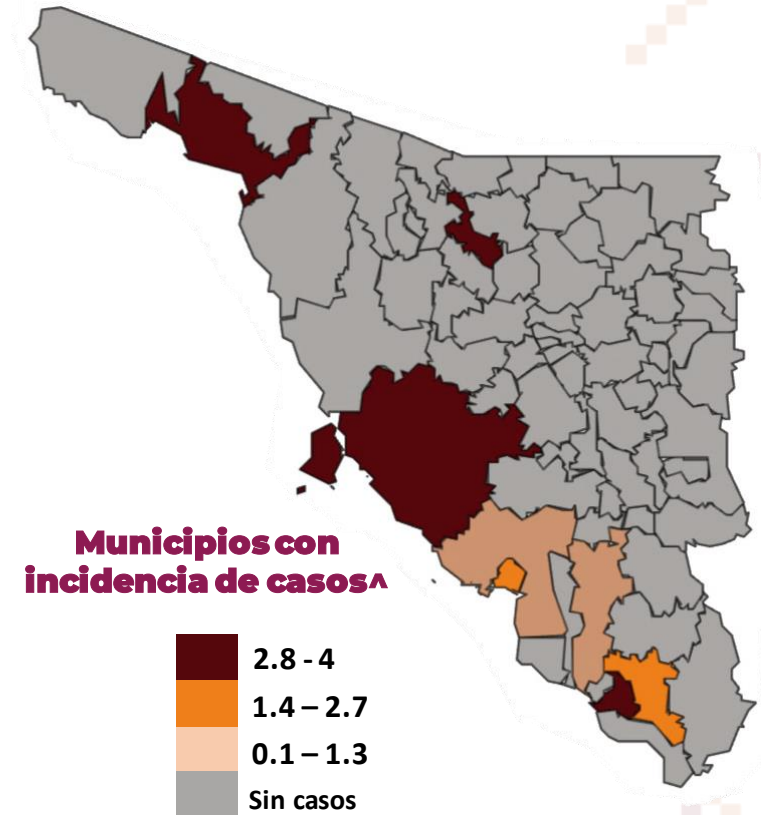 Municipios con
incidencia de casos^
2.8 - 4
1.4 – 2.7
0.1 – 1.3
Sin casos